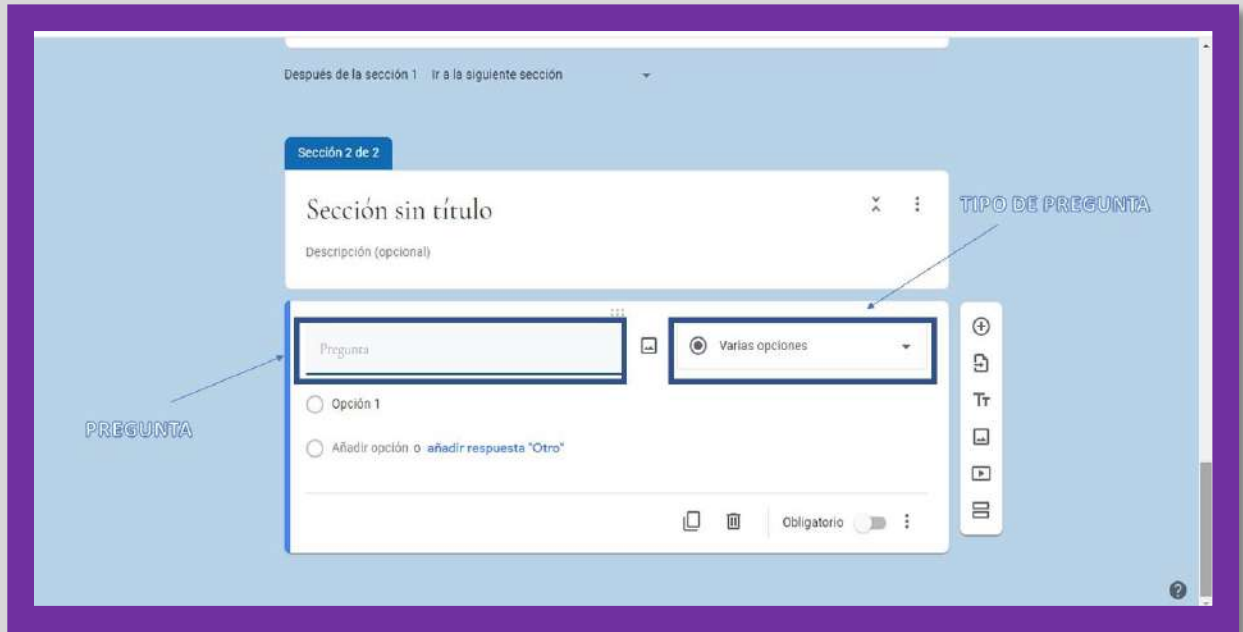 Después de la sección 1 Ir a la siguiente sección
Sección 2 de 2
Sección sin título
TIPO DE PREGUNTA
Descripción (opcional)
Pregunta
Varias opciones
Opción 1
PREGUNTA
Añadir opción o añadir respuesta "Otro"
Obligatorio